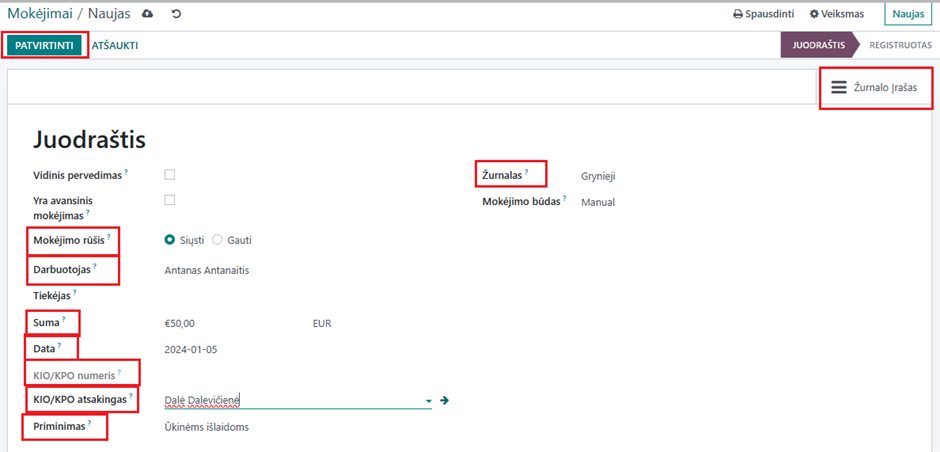 Mokėjimai / Naujas Spausdinti Veiksmas Naujas
PATVIRTINTI ATŠAUKTI JUODRAŠTIS REGISTRUOTAS
Žurnalo Įrašas
Juodraštis
Vidinis pervedimas ? Žurnalas ? Grynieji
Yra avansinis
mokėjimas ? Mokėjimo būdas ? Manual
Mokėjimo rūšis ? Siųsti Gauti
Darbuotojas ? Antanas Antanaitis
Tiekėjas ?
Suma ? €50,00 EUR
Data ? 2024-01-05
KIO/KPO numeris ?
KIO/KPO atsakingas ? Dalė Dalevičienė
Priminimas ? Ūkinėms išlaidoms